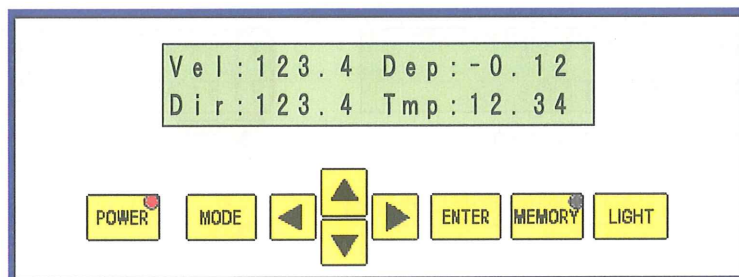 Vel:123.4 Dep:-0.12
Dir:123.4 Tmp:12.34
POWER MODE ENTER MEMORY LIGHT